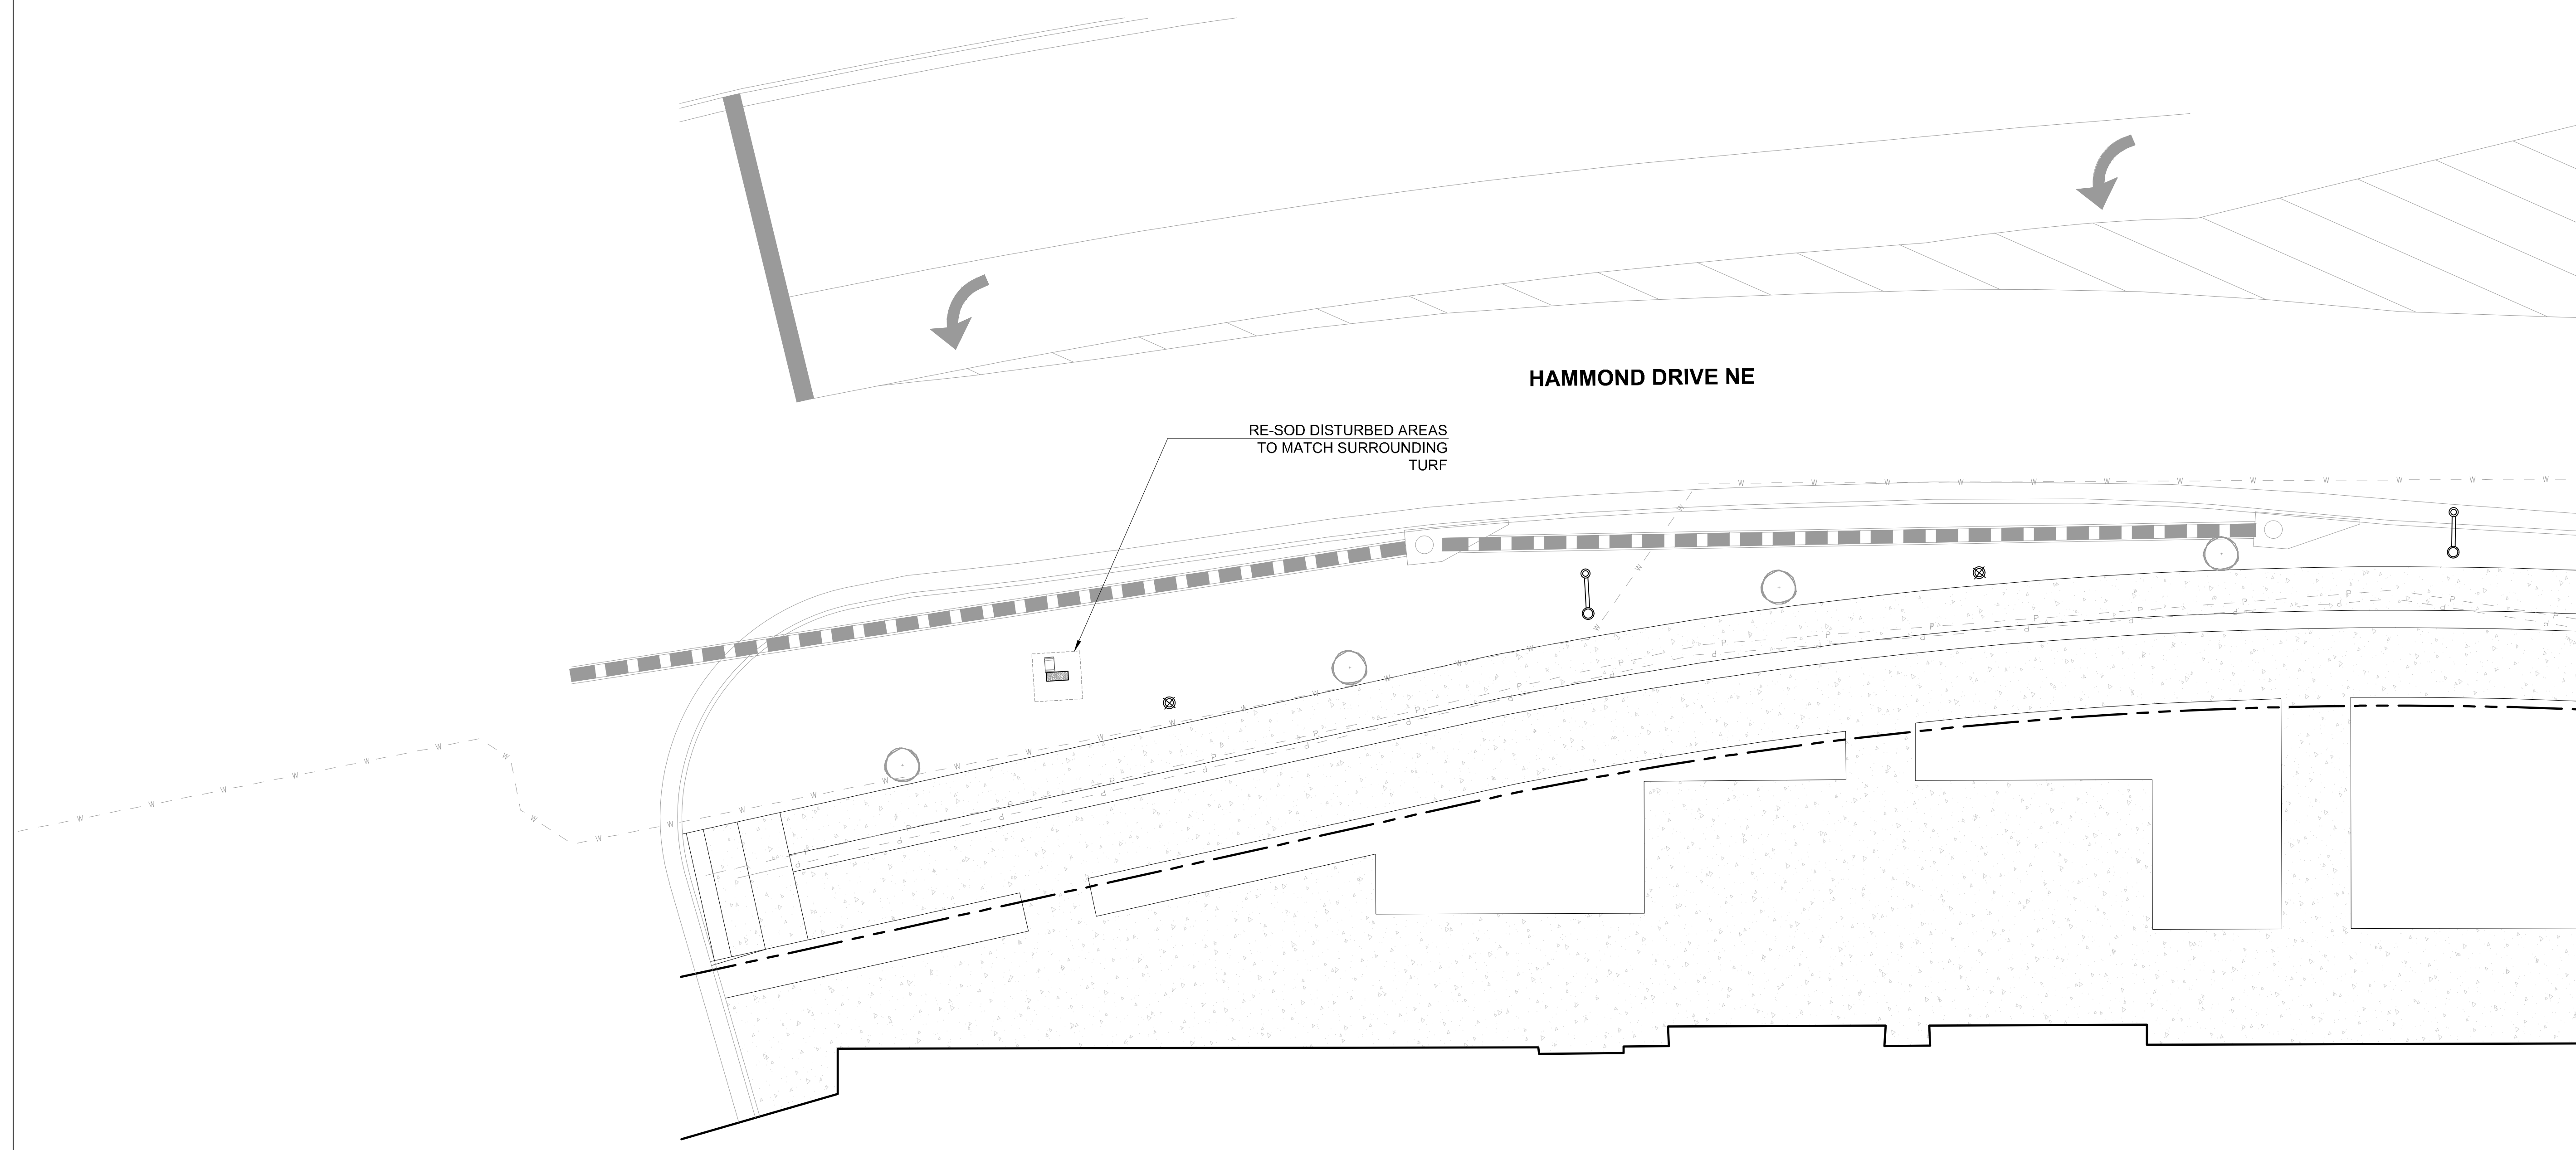 HAMMOND DRIVE NE
RE-SOD DISTURBED AREAS
TO MATCH SURROUNDING
TURF